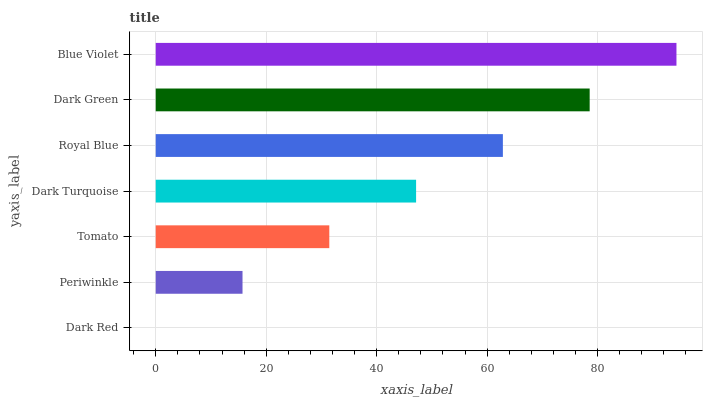 title
Blue Violet
Dark Green
Royal Blue
Dark Turquoise
Tomato
Periwinkle
Dark Red
yaxis_label
0 20 40 60 80
xaxis_label